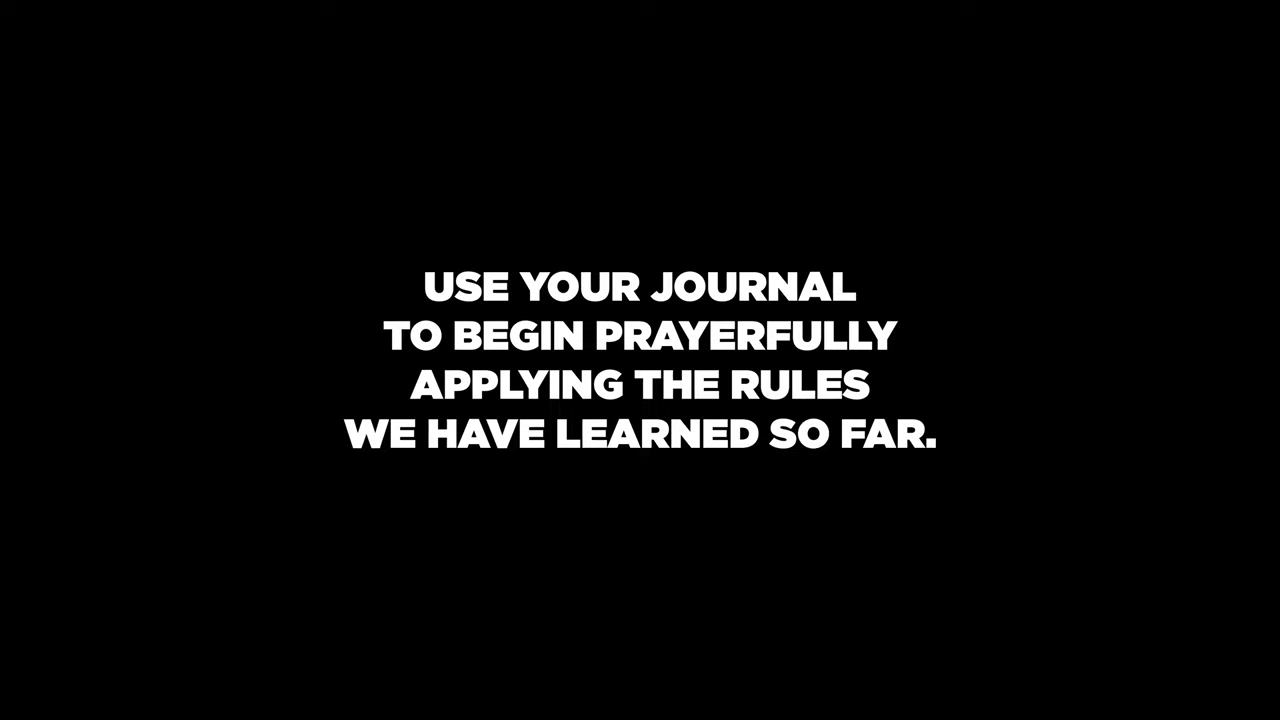 USE YOUR JOURNAL
TO BEGIN PRAYERFULLY
APPLYING THE RULES
WE HAVE LEARNED SO FAR.